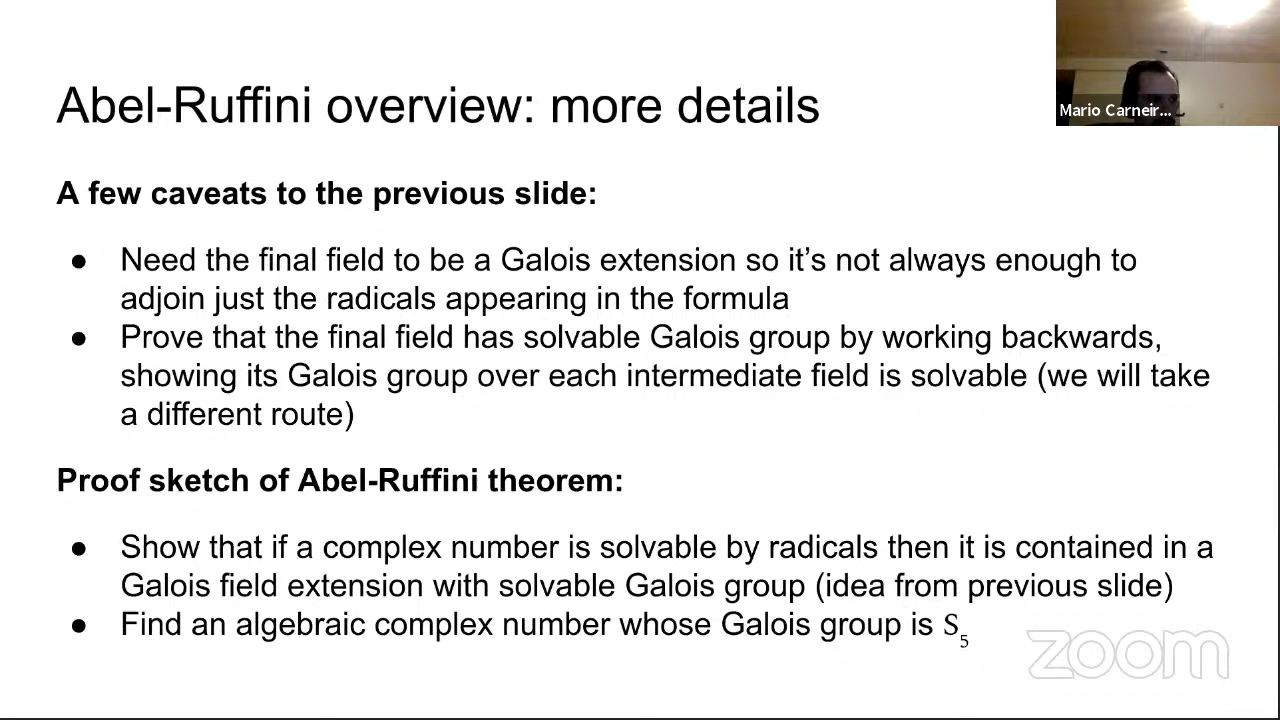 Abel-Ruffini overview: more details
Mario Carneir...
A few caveats to the previous slide:
● Need the final field to be a Galois extension so it’s not always enough to
adjoin just the radicals appearing in the formula
● Prove that the final field has solvable Galois group by working backwards,
showing its Galois group over each intermediate field is solvable (we will take
a different route)
Proof sketch of Abel-Ruffini theorem:
● Show that if a complex number is solvable by radicals then it is contained in a
Galois field extension with solvable Galois group (idea from previous slide)
● Find an algebraic complex number whose Galois group is S₅
zoom